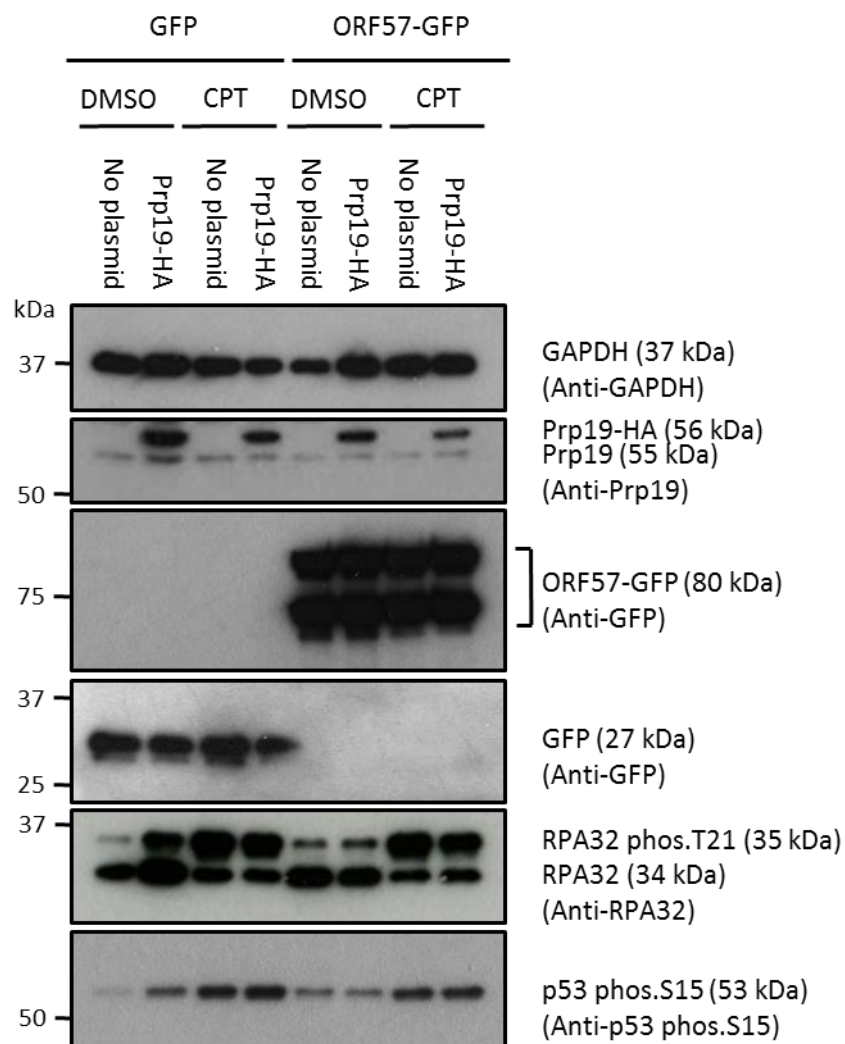 GFP ORF57-GFP
DMSO CPT DMSO CPT
No plasmid Prp19-HA No plasmid Prp19-HA No plasmid Prp19-HA No plasmid Prp19-HA
kDa
37 GAPDH (37 kDa)
(Anti-GAPDH)
Prp19-HA (56 kDa)
Prp19 (55 kDa)
50 (Anti-Prp19)
75 ORF57-GFP (80 kDa)
(Anti-GFP)
37
GFP (27 kDa)
25 (Anti-GFP)
37
RPA32 phos.T21 (35 kDa)
RPA32 (34 kDa)
(Anti-RPA32)
p53 phos.S15 (53 kDa)
50 (Anti-p53 phos.S15)